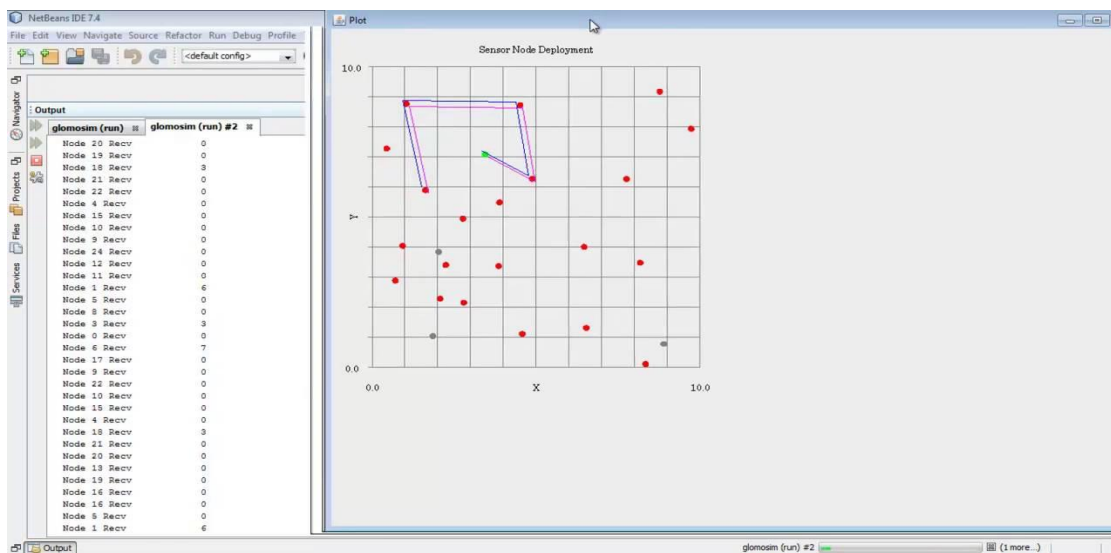 NetBeans IDE 7.4
File Edit View Navigate Source Refactor Run Debug Profile
<default config>
Navigator
Projects
Files
Services
Output
glomosim (run) glomosim (run) #2
Node 20 Recv 0
Node 19 Recv 0
Node 18 Recv 3
Node 21 Recv 0
Node 22 Recv 0
Node 4 Recv 0
Node 15 Recv 0
Node 10 Recv 0
Node 9 Recv 0
Node 24 Recv 0
Node 12 Recv 0
Node 11 Recv 0
Node 1 Recv 6
Node 5 Recv 0
Node 8 Recv 0
Node 3 Recv 3
Node 0 Recv 0
Node 6 Recv 7
Node 17 Recv 0
Node 9 Recv 0
Node 22 Recv 0
Node 10 Recv 0
Node 15 Recv 0
Node 4 Recv 0
Node 18 Recv 3
Node 21 Recv 0
Node 20 Recv 0
Node 13 Recv 0
Node 19 Recv 0
Node 16 Recv 0
Node 16 Recv 0
Node 5 Recv 0
Node 1 Recv 6
Plot
Sensor Node Deployment
10.0
Y
0.0
0.0 X 10.0
Output
glomosim (run) #2 (1 more...)